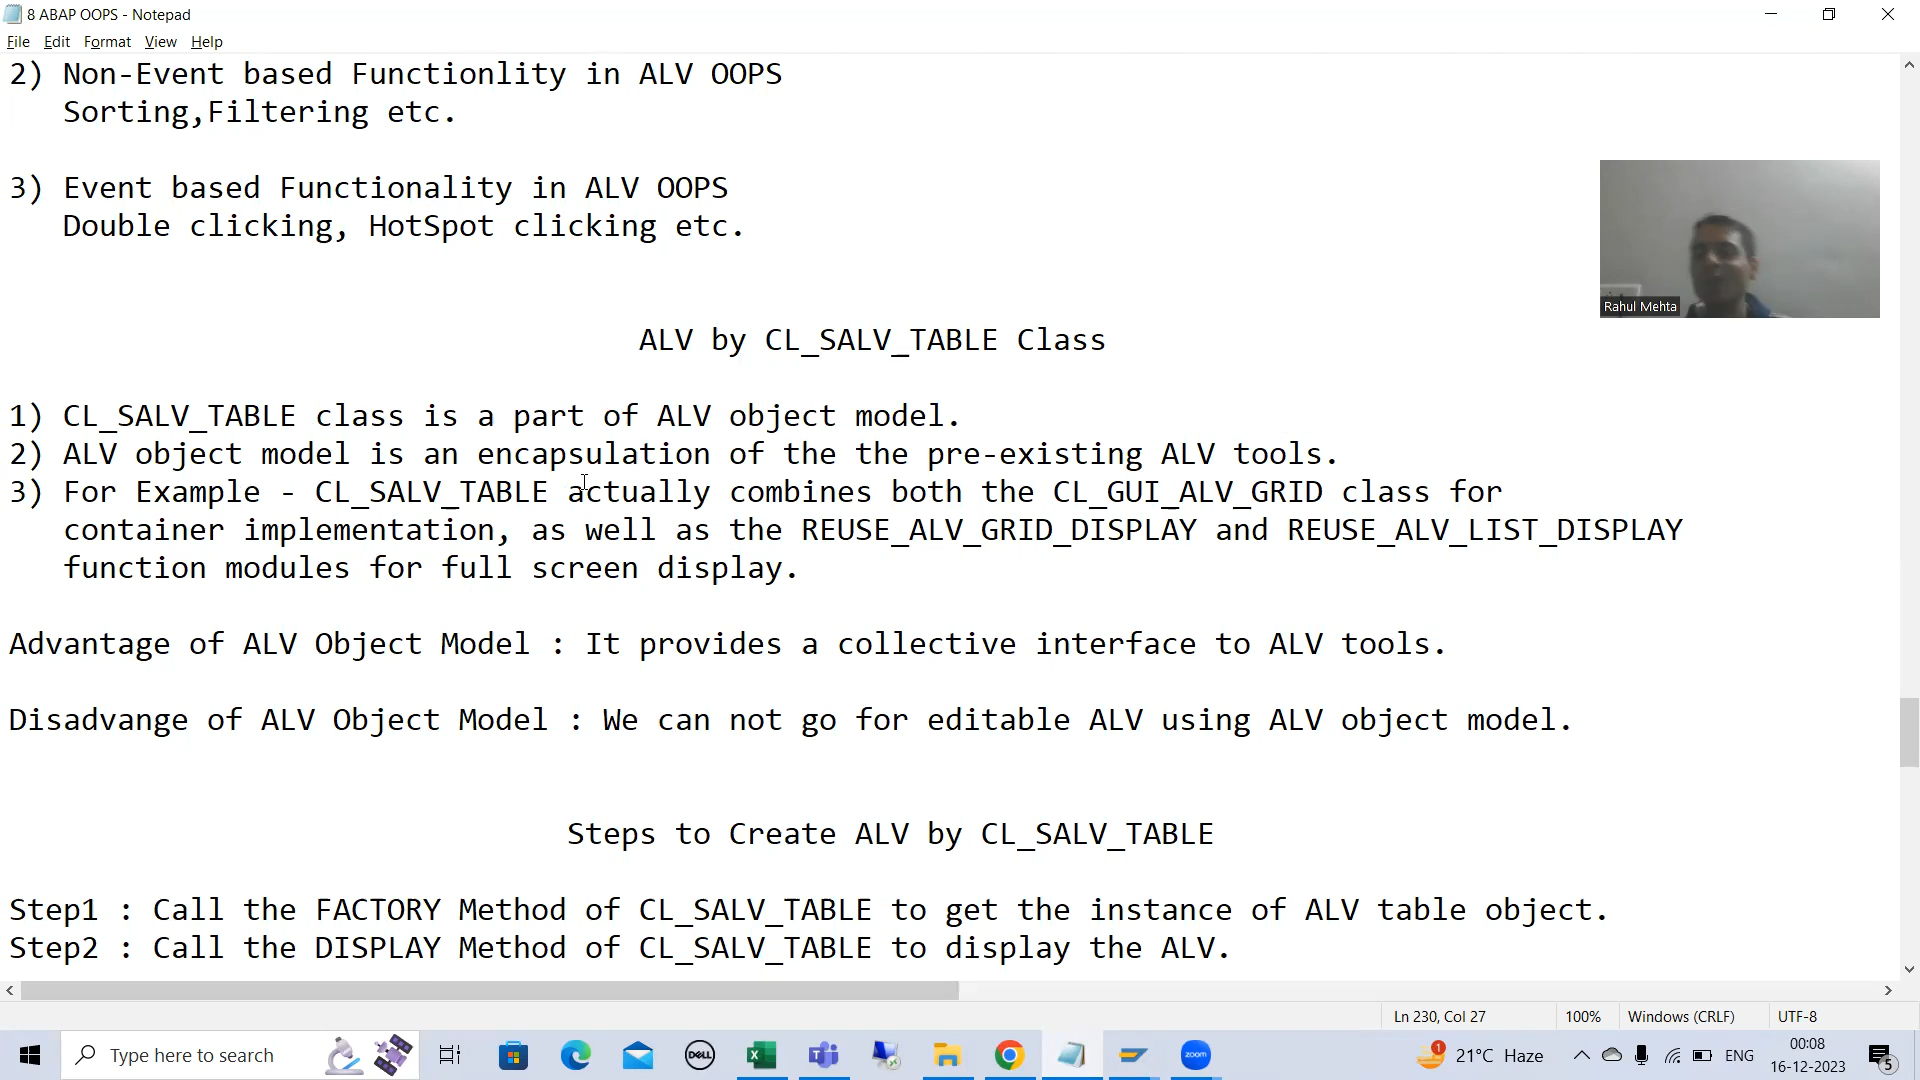 8 ABAP OOPS - Notepad
File Edit Format View Help
2) Non-Event based Functionlity in ALV OOPS
Sorting,Filtering etc.
3) Event based Functionality in ALV OOPS
Double clicking, HotSpot clicking etc.
Rahul Mehta
ALV by CL_SALV_TABLE Class
1) CL_SALV_TABLE class is a part of ALV object model.
2) ALV object model is an encapsulation of the the pre-existing ALV tools.
3) For Example - CL_SALV_TABLE actually combines both the CL_GUI_ALV_GRID class for
container implementation, as well as the REUSE_ALV_GRID_DISPLAY and REUSE_ALV_LIST_DISPLAY
function modules for full screen display.
Advantage of ALV Object Model : It provides a collective interface to ALV tools.
Disadvange of ALV Object Model : We can not go for editable ALV using ALV object model.
Steps to Create ALV by CL_SALV_TABLE
Step1 : Call the FACTORY Method of CL_SALV_TABLE to get the instance of ALV table object.
Step2 : Call the DISPLAY Method of CL_SALV_TABLE to display the ALV.
Ln 230, Col 27 100% Windows (CRLF) UTF-8
Type here to search
DELL
zoom
1
21°C Haze
ENG
00:08
16-12-2023
5